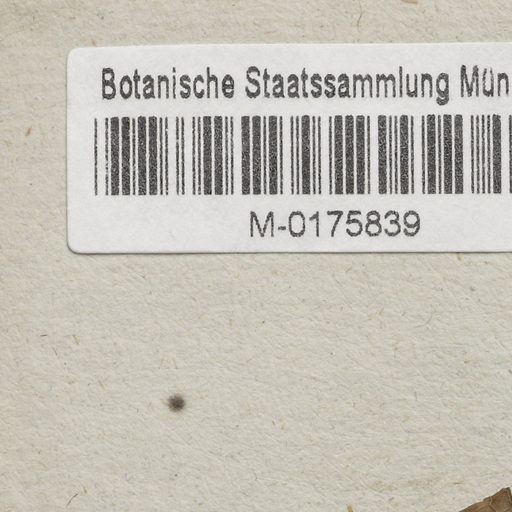 Botanische Staatssammlung Mün
M-0175839